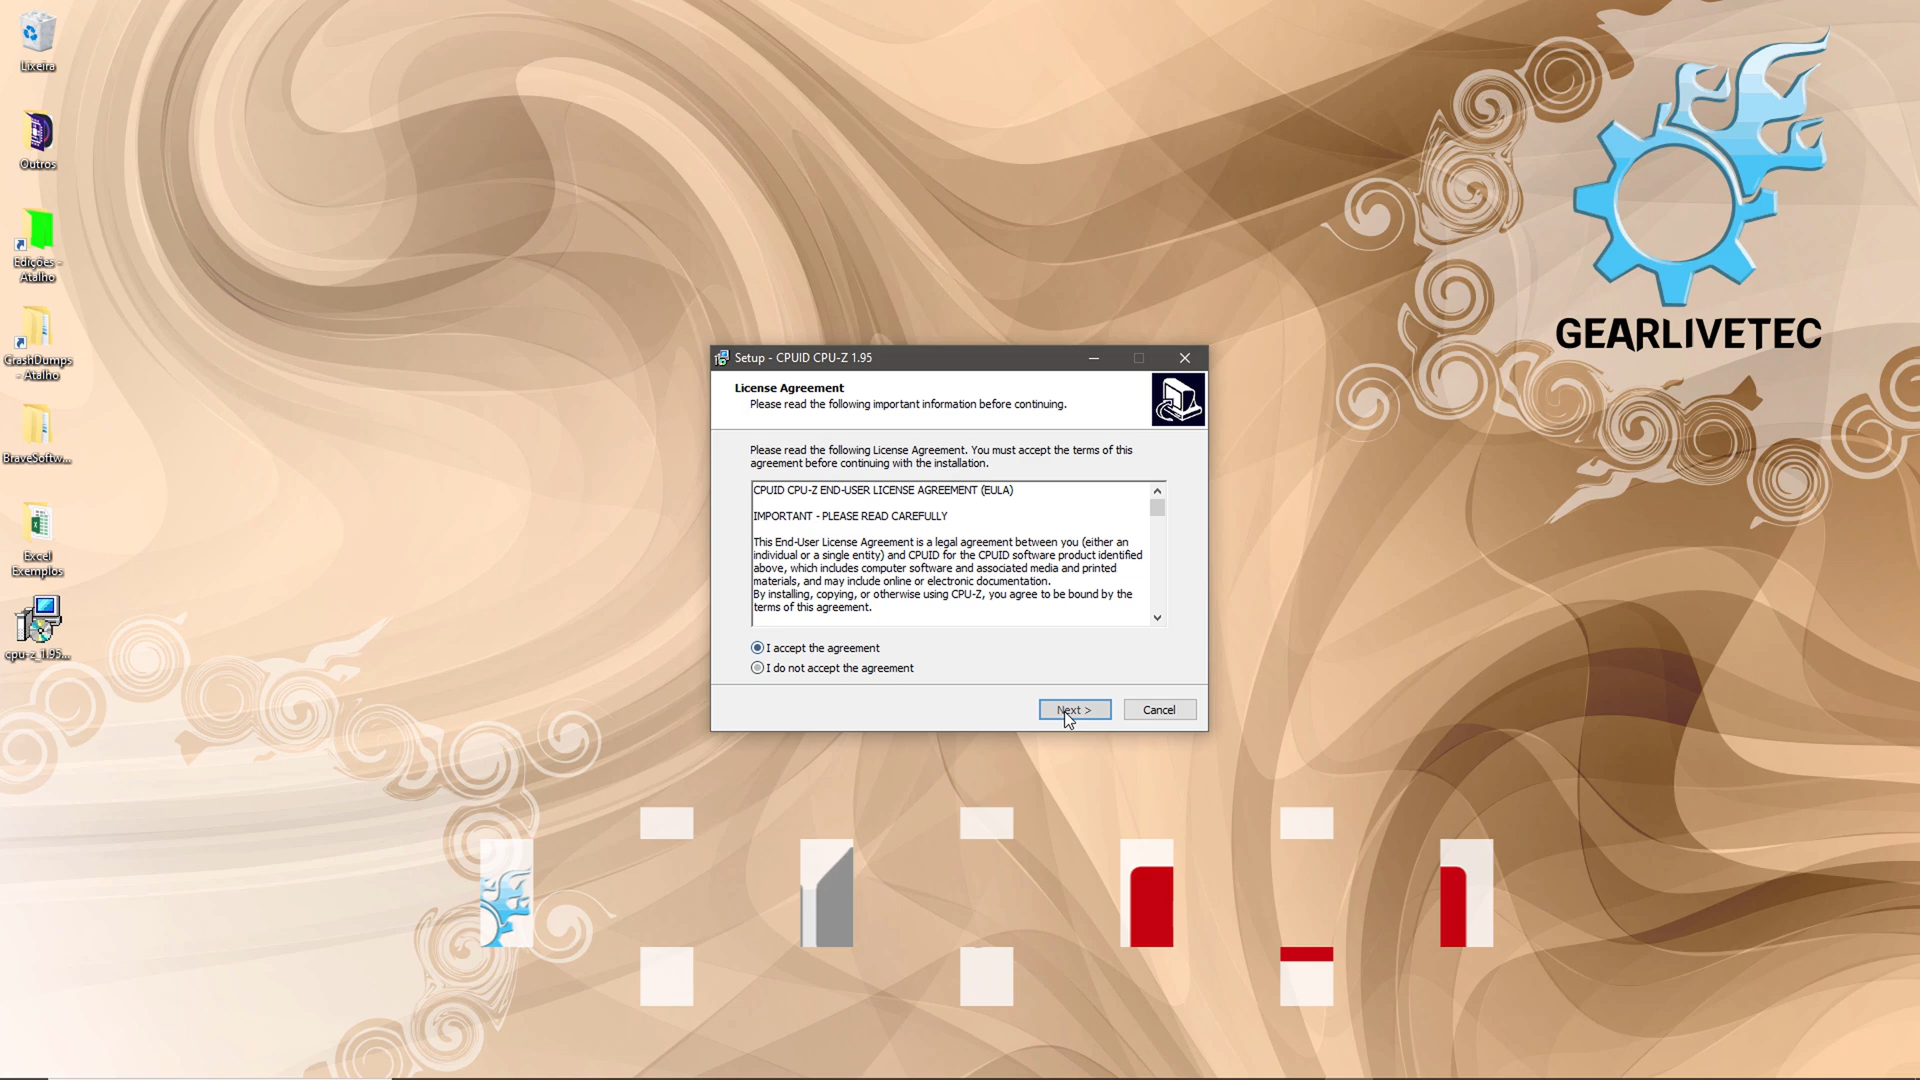 Lixeira
Outros
Edições -
Atalho
CrashDumps
- Atalho
BraveSoftw...
Excel
Exemplos
cpu-z_1.95...
GEARLIVETEC
Setup - CPUID CPU-Z 1.95
License Agreement
Please read the following important information before continuing.
Please read the following License Agreement. You must accept the terms of this
agreement before continuing with the installation.
CPUID CPU-Z END-USER LICENSE AGREEMENT (EULA)
IMPORTANT - PLEASE READ CAREFULLY
This End-User License Agreement is a legal agreement between you (either an
individual or a single entity) and CPUID for the CPUID software product identified
above, which includes computer software and associated media and printed
materials, and may include online or electronic documentation.
By installing, copying, or otherwise using CPU-Z, you agree to be bound by the
terms of this agreement.
I accept the agreement
I do not accept the agreement
Next >
Cancel